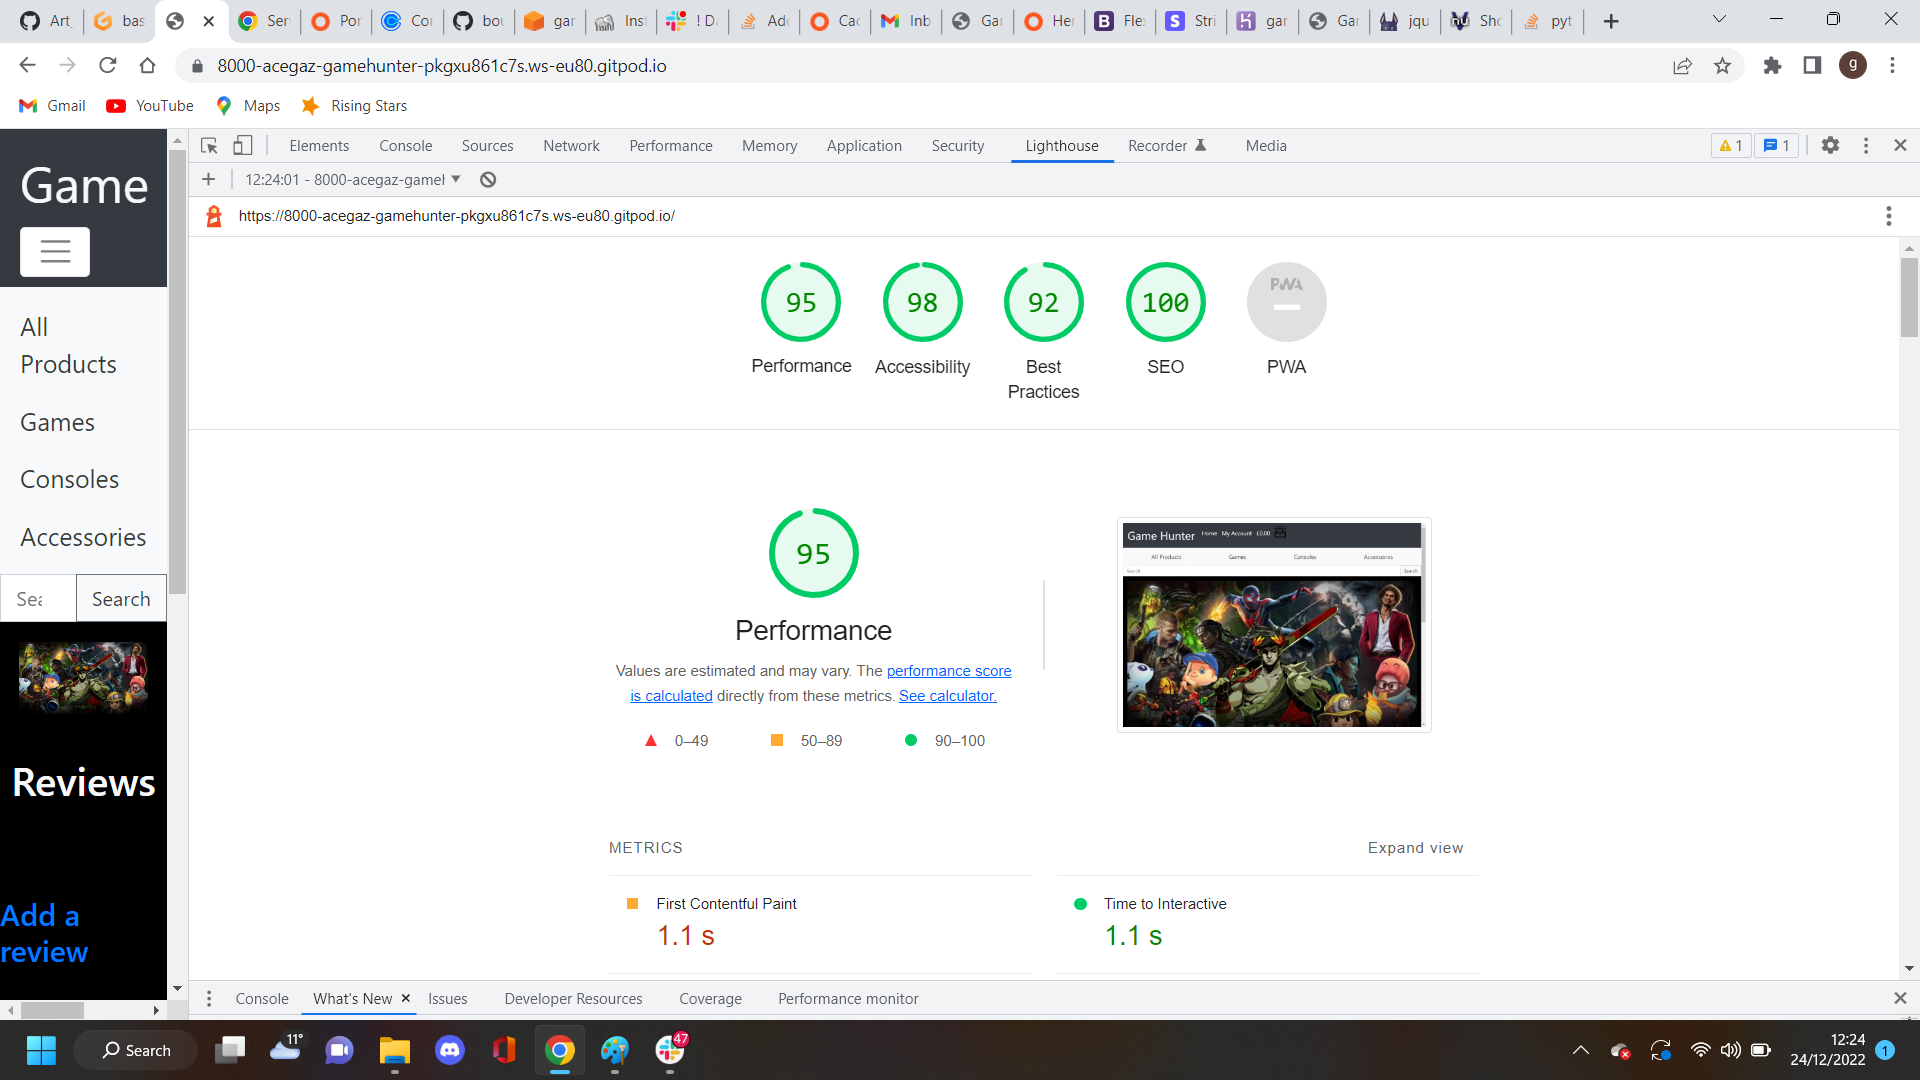 Art
bas
Ser
Por
Cor
bou
gar
Inst
! Da
Add
Cac
Inb
Gar
Her
Flex
Stri
gar
Gar
jqu
Sho
pyt
8000-acegaz-gamehunter-pkgxu861c7s.ws-eu80.gitpod.io
g
Gmail
YouTube
Maps
Rising Stars
Game
All
Products
Games
Consoles
Accessories
Search
Reviews
Add a
review
Elements
Console
Sources
Network
Performance
Memory
Application
Security
Lighthouse
Recorder
Media
1
1
12:24:01 - 8000-acegaz-gameh
https://8000-acegaz-gamehunter-pkgxu861c7s.ws-eu80.gitpod.io/
95
98
92
100
PWA
Performance
Accessibility
Best
Practices
SEO
PWA
95
Performance
Values are estimated and may vary. The performance score
is calculated directly from these metrics. See calculator.
0–49
50–89
90–100
Game Hunter
Home
My Account
£0.00
All Products
Games
Consoles
Accessories
Search
Search
METRICS
Expand view
First Contentful Paint
1.1 s
Time to Interactive
1.1 s
Console
What's New
Issues
Developer Resources
Coverage
Performance monitor
Search
11°
47
12:24
24/12/2022
1